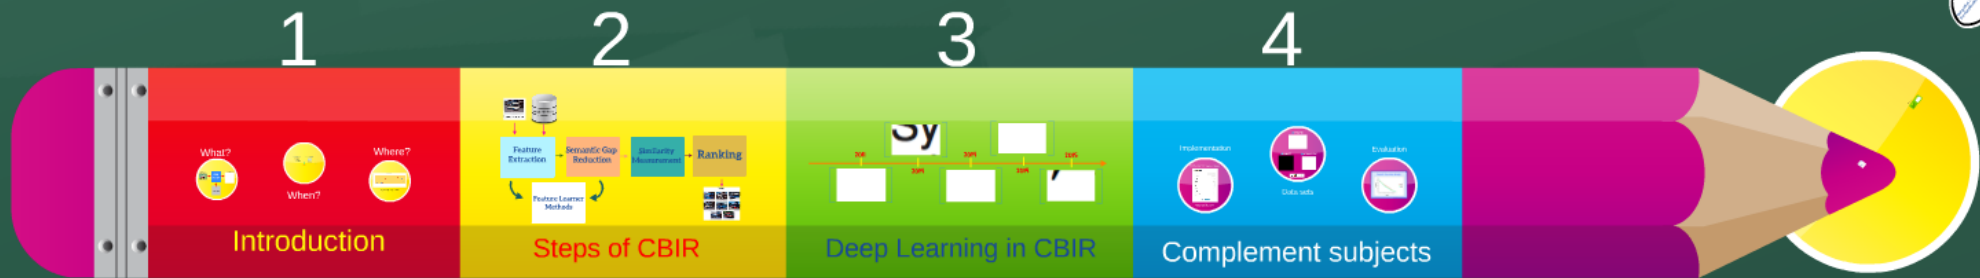 1
2
3
4
What?
When?
Where?
Introduction
Feature
Extraction
Semantic Gap
Reduction
Similarity
Measurement
Ranking
Feature Learner
Methods
Steps of CBIR
Sy
Deep Learning in CBIR
Implementation
Data sets
Evaluation
Complement subjects